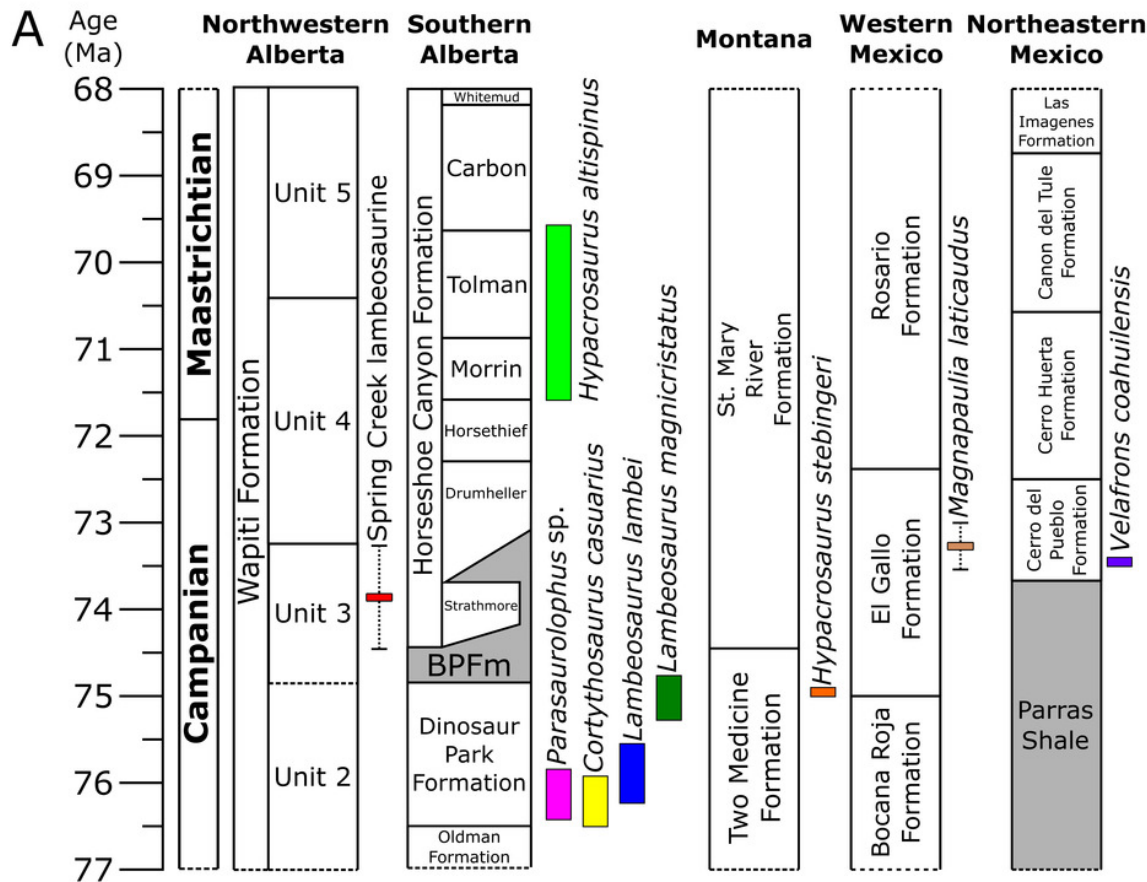 A
Age
(Ma)
Northwestern
Alberta
Southern
Alberta
Montana
Western
Mexico
Northeastern
Mexico
68
69
70
71
72
73
74
75
76
77
Maastrichtian
Campanian
Wapiti Formation
Unit 5
Unit 4
Unit 3
Unit 2
Spring Creek lambeosaurine
Horseshoe Canyon Formation
Whitemud
Carbon
Tolman
Morrin
Horsethief
Drumheller
Strathmore
BPFm
Dinosaur
Park
Formation
Oldman
Formation
Hypacrosaurus altispinus
Parasaurolophus sp.
Cortythosaurus casuarius
Lambeosaurus lambei
Lambeosaurus magnicristatus
St. Mary
River
Formation
Two Medicine
Formation
Hypacrosaurus stebingeri
Rosario
Formation
El Gallo
Formation
Bocana Roja
Formation
Magnapaulia laticaudus
Las
Imagenes
Formation
Canon del Tule
Formation
Cerro Huerta
Formation
Cerro del
Pueblo
Formation
Parras
Shale
Velafrons coahuilensis